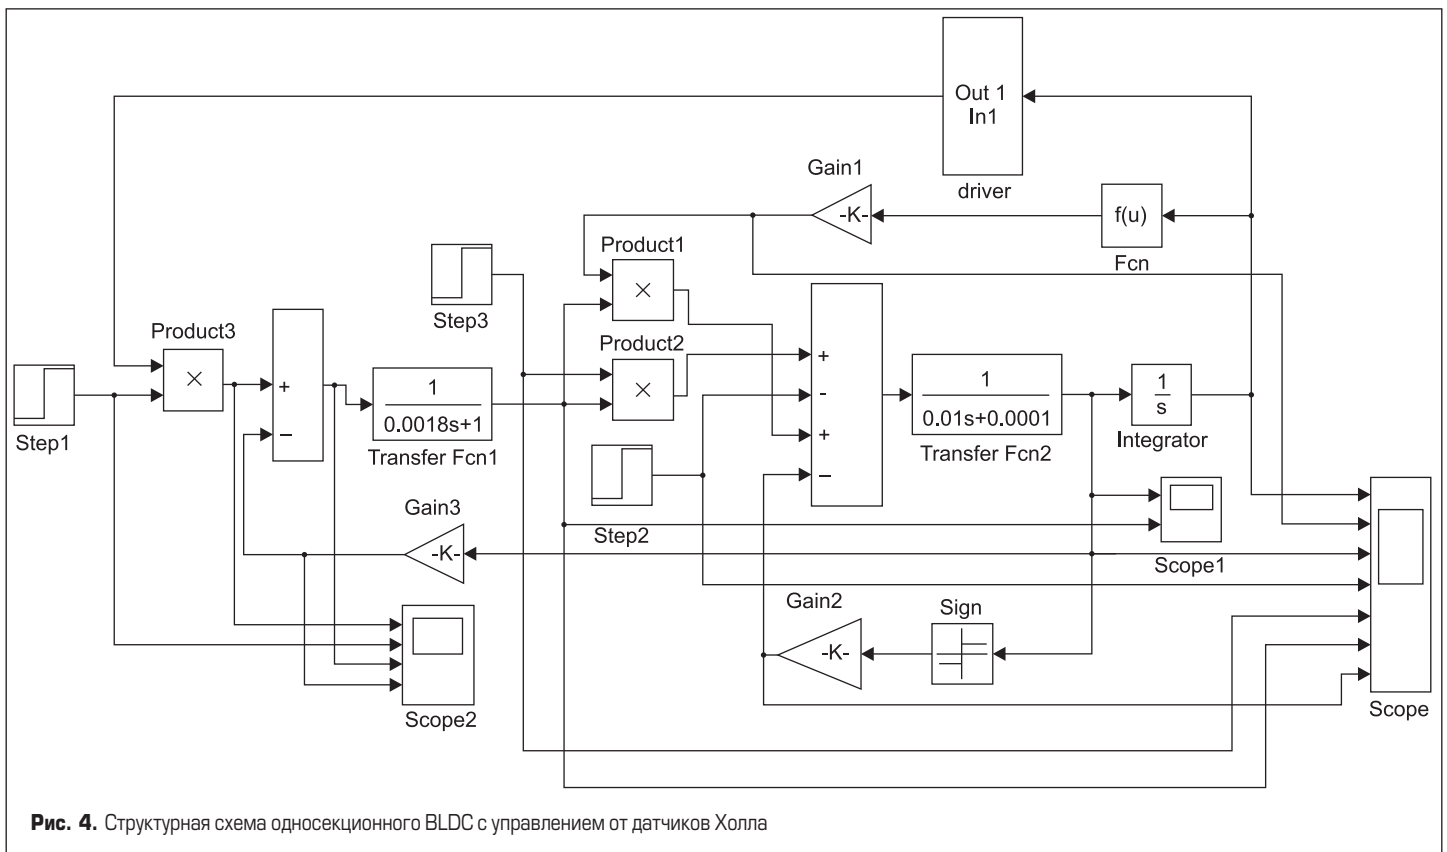 Out 1
In1
driver
Gain1
-K-
f(u)
Fcn
Product1
×
Step3
Product3
×
Step1
+
–
1
0.0018s+1
Transfer Fcn1
Product2
×
+
-
+
–
1
0.01s+0.0001
Transfer Fcn2
1
s
Integrator
Step2
Gain3
-K-
Scope1
Gain2
-K-
Sign
Scope2
Scope
Рис. 4. Структурная схема односекционного BLDC с управлением от датчиков Холла